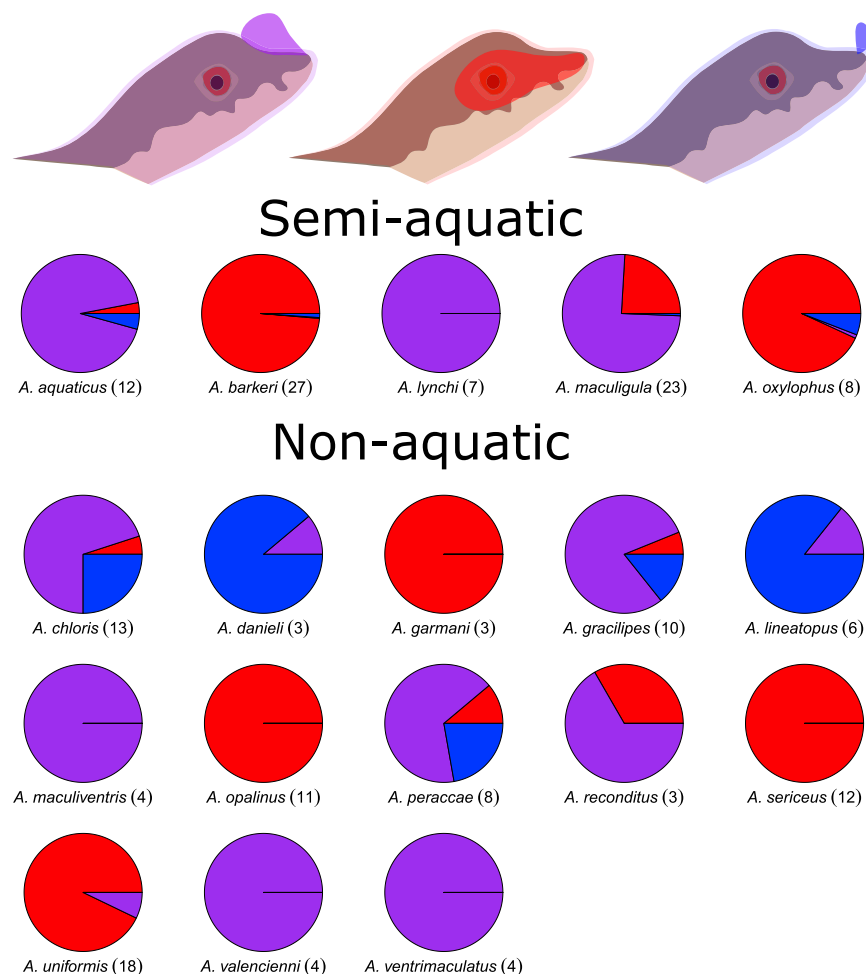 Semi-aquatic
A. aquaticus (12) A. barkeri (27) A. lynchi (7) A. maculigula (23) A. oxylophus (8)
Non-aquatic
A. chloris (13) A. danieli (3) A. garmani (3) A. gracilipes (10) A. lineatopus (6)
A. maculiventris (4) A. opalinus (11) A. peraccae (8) A. reconditus (3) A. sericeus (12)
A. uniformis (18) A. valencienni (4) A. ventrimaculatus (4)